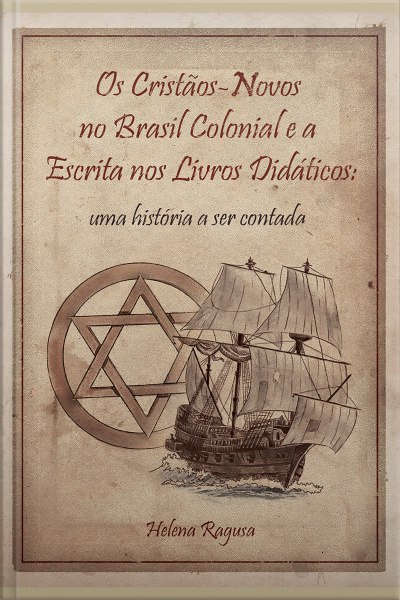 Os Cristãos-Novos
no Brasil Colonial e a
Escrita nos Livros Didáticos:
uma história a ser contada
Helena Ragusa